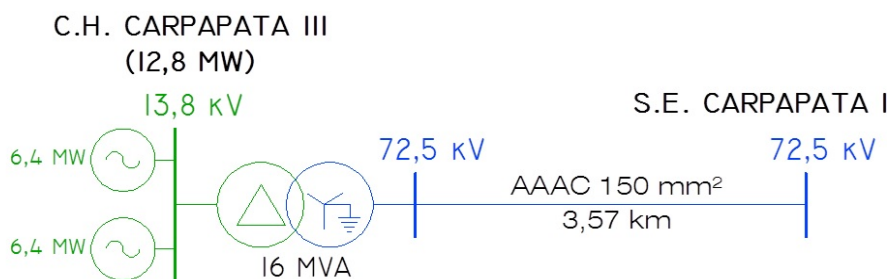 C.H. CARPAPATA III
(12,8 MW)
13,8 KV
S.E. CARPAPATA I
6,4 MW
72,5 KV
72,5 KV
AAAC 150 mm²
3,57 km
6,4 MW
16 MVA